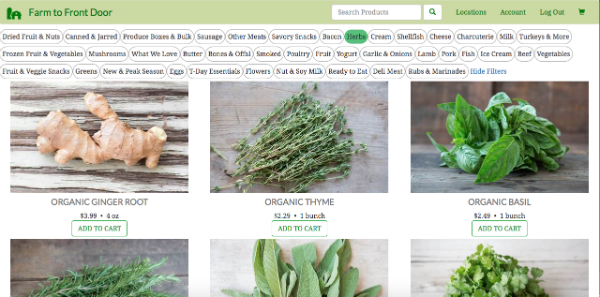 Farm to Front Door
Search Products
Locations
Account
Log Out
Dried Fruit & Nuts Canned & Jarred Produce Boxes & Bulk Sausage Other Meats Savory Snacks Bacon Herbs Cream Shellfish Cheese Charcuterie Milk Turkeys & More
Frozen Fruit & Vegetables Mushrooms What We Love Butter Bones & Offal Smoked Poultry Fruit Yogurt Garlic & Onions Lamb Pork Fish Ice Cream Beef Vegetables
Fruit & Veggie Snacks Greens New & Peak Season Eggs T-Day Essentials Flowers Nut & Soy Milk Ready to Eat Deli Meat Rubs & Marinades Hide Filters
ORGANIC GINGER ROOT
$3.99 • 4 oz
ADD TO CART
ORGANIC THYME
$2.29 • 1 bunch
ADD TO CART
ORGANIC BASIL
$2.49 • 1 bunch
ADD TO CART